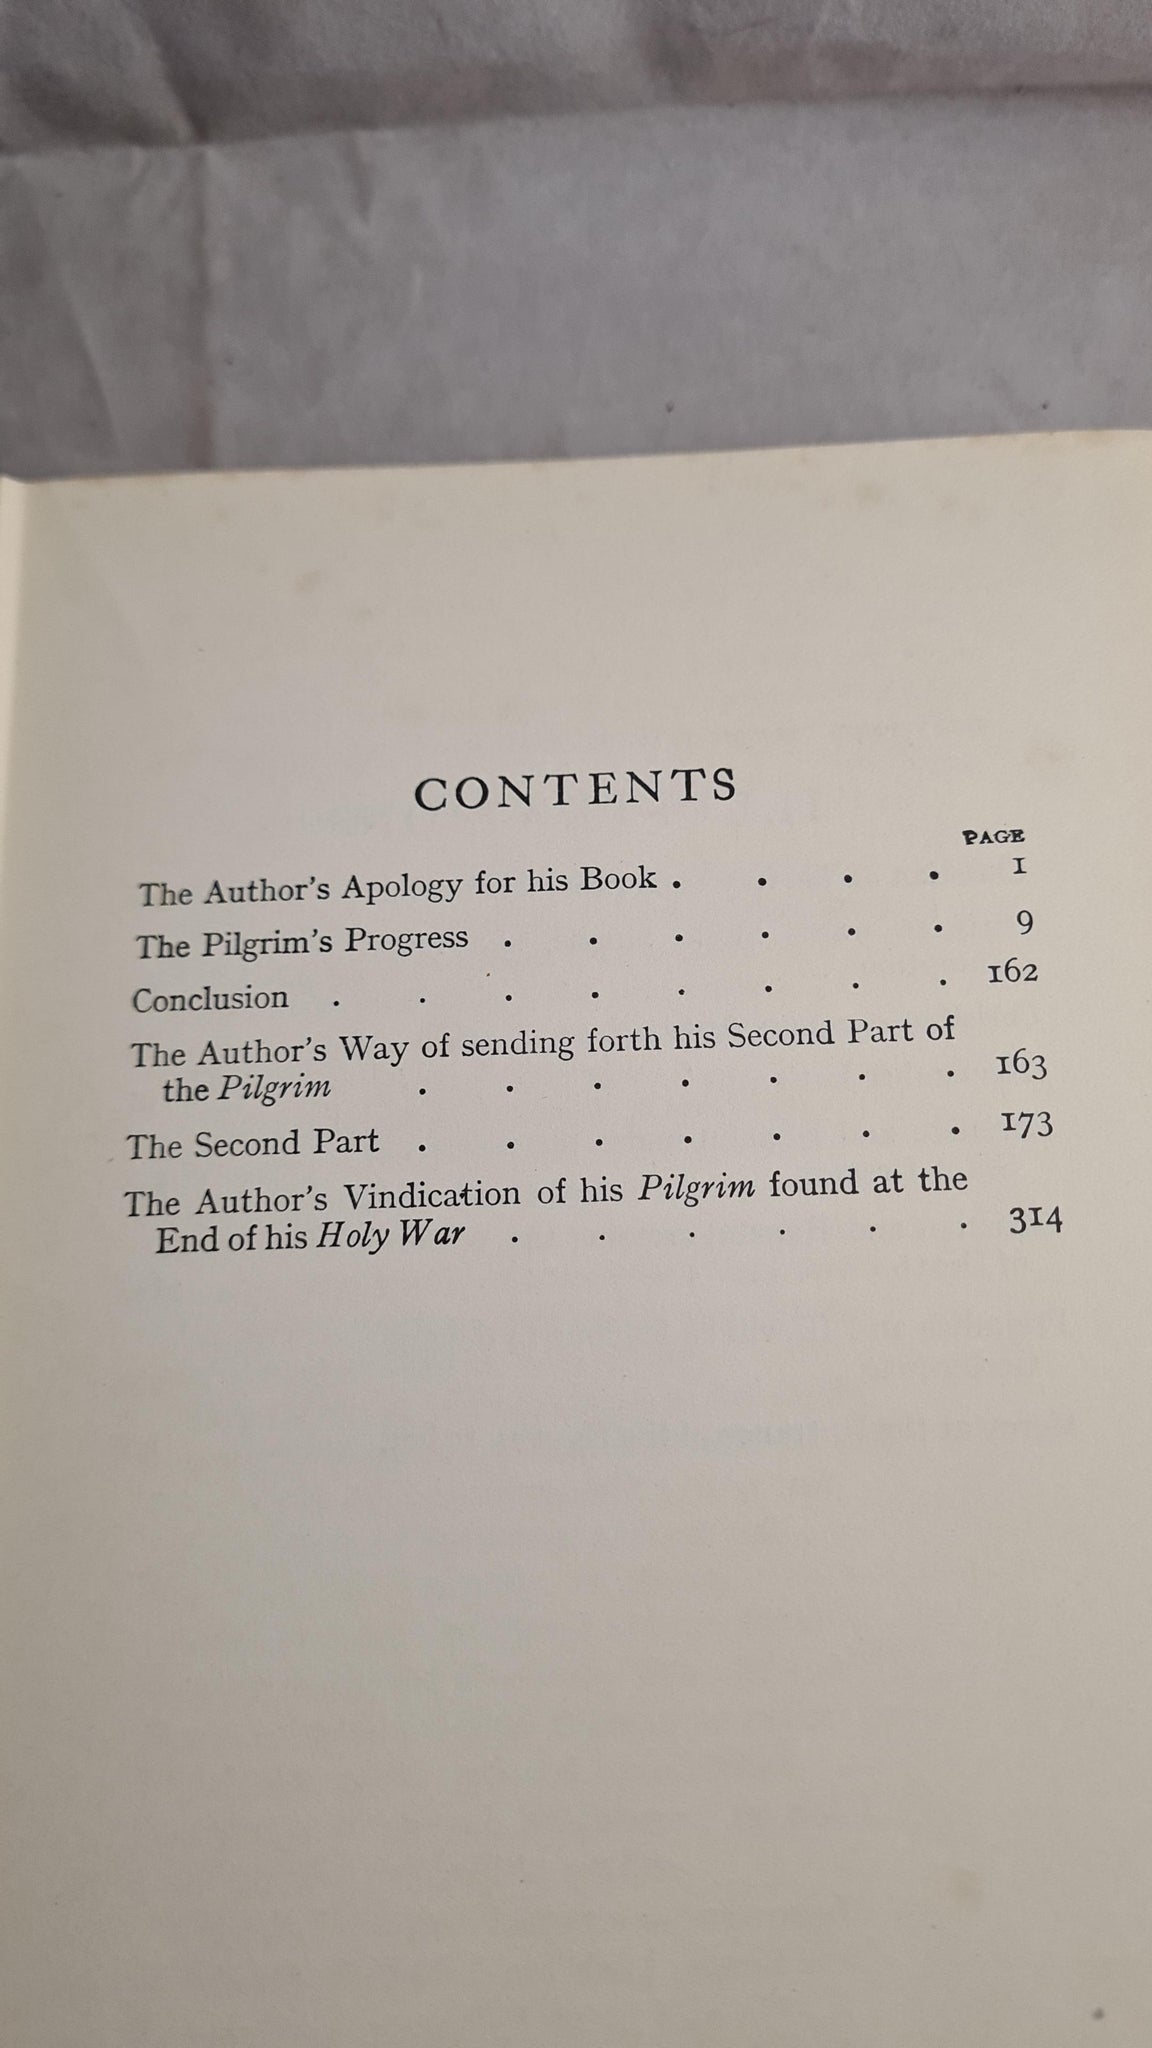 CONTENTS
PAGE
The Author's Apology for his Book . . . . 1
The Pilgrim's Progress . . . . . . 9
Conclusion . . . . . . . . 162
The Author's Way of sending forth his Second Part of
the Pilgrim . . . . . . . 163
The Second Part . . . . . . . 173
The Author's Vindication of his Pilgrim found at the
End of his Holy War . . . . . . 314